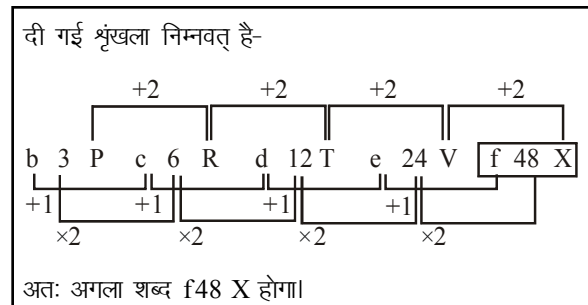 दी गई शृंखला निम्नवत् है-
+2 +2 +2 +2
b 3 P c 6 R d 12 T e 24 V f 48 X
+1 +1 +1 +1
×2 ×2 ×2 ×2
अतः अगला शब्द f48 X होगा।